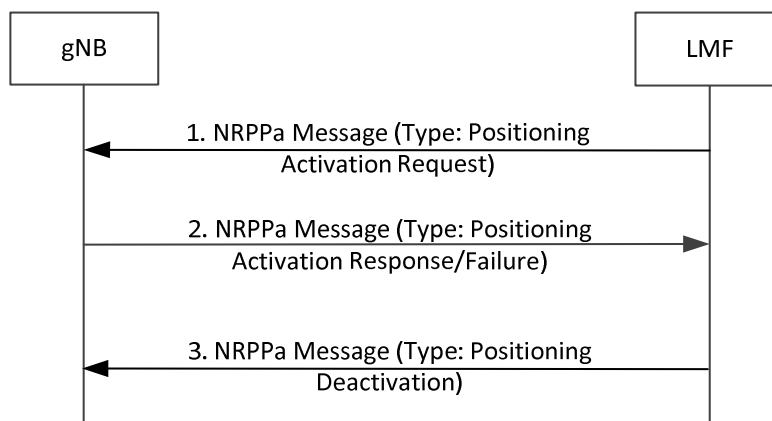 gNB
LMF
1. NRPPa Message (Type: Positioning
Activation Request)
2. NRPPa Message (Type: Positioning
Activation Response/Failure)
3. NRPPa Message (Type: Positioning
Deactivation)